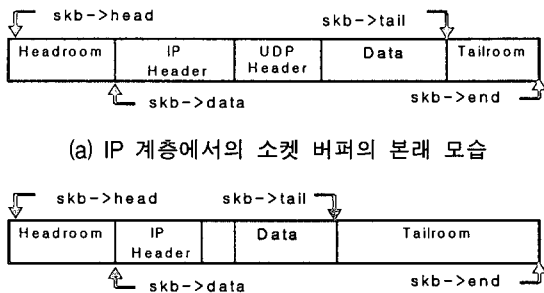 skb->head skb->tail
Headroom IP Header UDP Header Data Tailroom
skb->data skb->end
(a) IP 계층에서의 소켓 버퍼의 본래 모습
skb->head skb->tail
Headroom IP Header Data Tailroom
skb->data skb->end